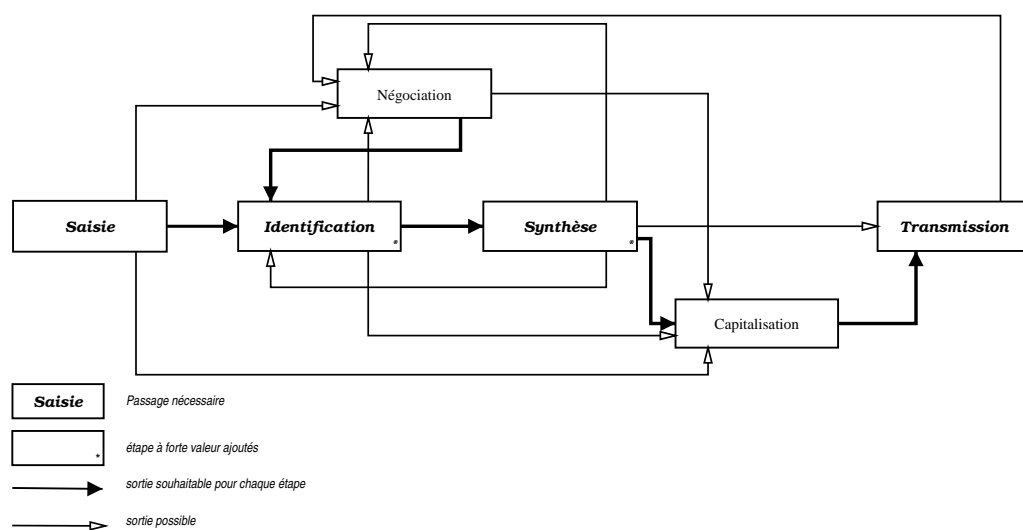 Négociation
Saisie
Identification
*
Synthèse
*
Transmission
Capitalisation
Saisie
Passage nécessaire
*
étape à forte valeur ajoutés
sortie souhaitable pour chaque étape
sortie possible